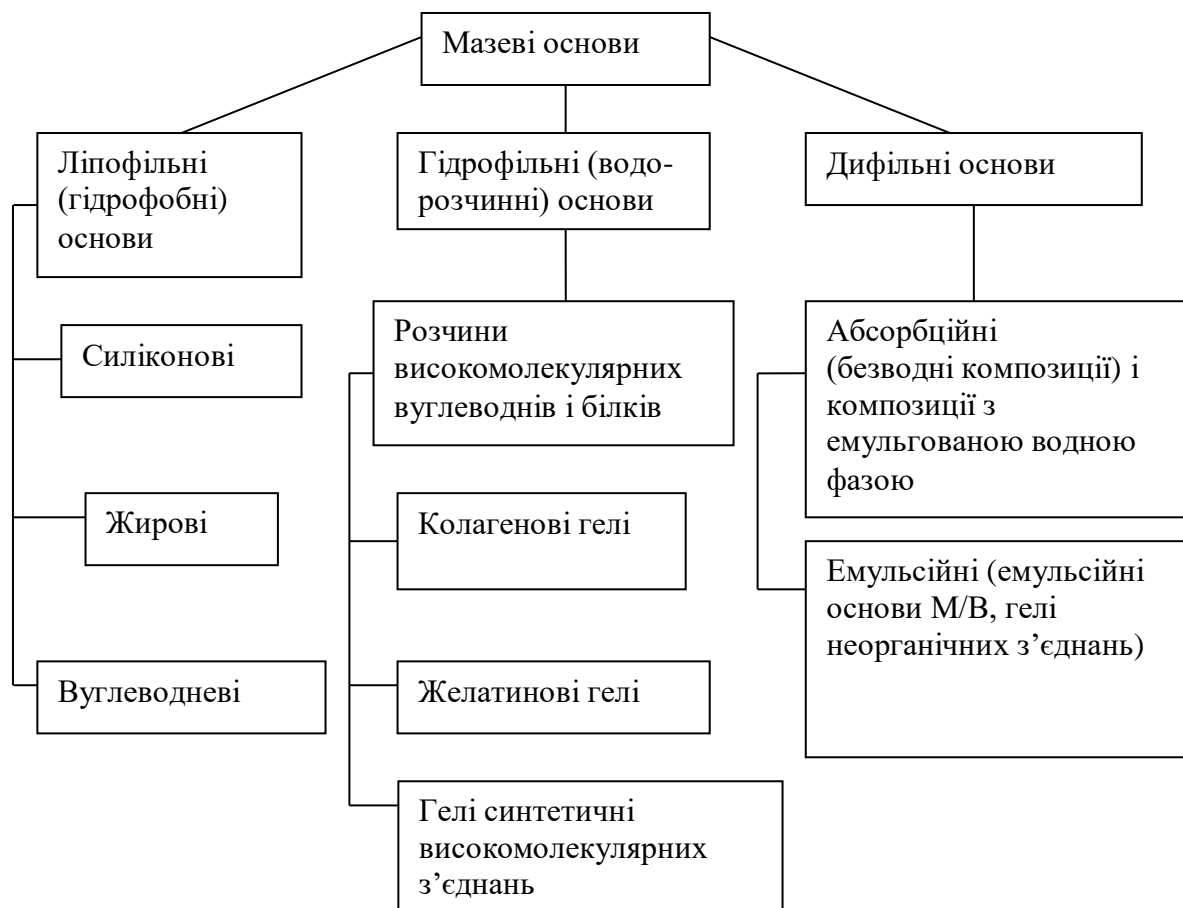 Мазеві основи
Ліпофільні
(гідрофобні)
основи
Гідрофільні (водо-
розчинні) основи
Дифільні основи
Силіконові
Жирові
Вуглеводневі
Розчини
високомолекулярних
вуглеводнів і білків
Колагенові гелі
Желатинові гелі
Гелі синтетичні
високомолекулярних
з’єднань
Абсорбційні
(безводні композиції) і
композиції з
емульгованою водною
фазою
Емульсійні (емульсійні
основи М/В, гелі
неорганічних з’єднань)